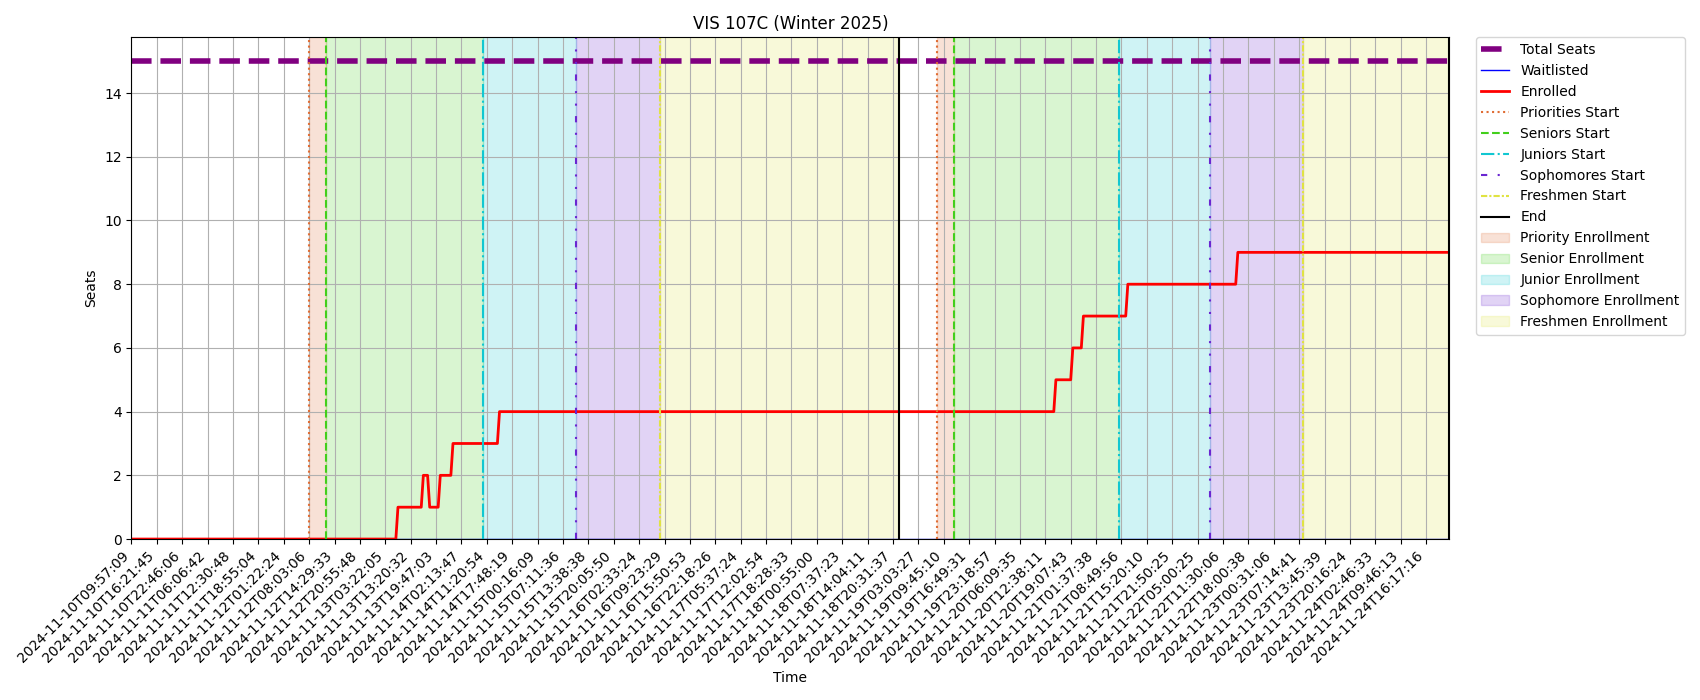 VIS 107C (Winter 2025)
Seats
14
12
10
8
6
4
2
0
2024-11-10T09:57:09
2024-11-10T16:21:45
2024-11-10T22:46:06
2024-11-11T06:06:42
2024-11-11T12:30:48
2024-11-11T18:55:04
2024-11-12T01:22:24
2024-11-12T08:03:06
2024-11-12T14:29:33
2024-11-12T20:55:48
2024-11-13T03:22:05
2024-11-13T13:20:32
2024-11-13T19:47:03
2024-11-14T02:13:47
2024-11-14T11:20:54
2024-11-14T17:48:19
2024-11-15T00:16:09
2024-11-15T07:11:36
2024-11-15T13:38:38
2024-11-15T20:05:50
2024-11-16T02:33:24
2024-11-16T09:23:29
2024-11-16T15:50:53
2024-11-16T22:18:26
2024-11-17T05:37:24
2024-11-17T12:02:54
2024-11-17T18:28:33
2024-11-18T00:55:00
2024-11-18T07:37:23
2024-11-18T14:04:11
2024-11-18T20:31:37
2024-11-19T03:03:27
2024-11-19T09:45:10
2024-11-19T16:49:31
2024-11-19T23:18:57
2024-11-20T06:09:35
2024-11-20T12:38:11
2024-11-20T19:07:43
2024-11-21T01:37:38
2024-11-21T08:49:56
2024-11-21T15:20:10
2024-11-21T21:50:25
2024-11-22T05:00:25
2024-11-22T11:30:06
2024-11-22T18:00:38
2024-11-23T00:31:06
2024-11-23T07:14:41
2024-11-23T13:45:39
2024-11-23T20:16:24
2024-11-24T02:46:33
2024-11-24T09:46:13
2024-11-24T16:17:16
Time
Total Seats
Waitlisted
Enrolled
Priorities Start
Seniors Start
Juniors Start
Sophomores Start
Freshmen Start
End
Priority Enrollment
Senior Enrollment
Junior Enrollment
Sophomore Enrollment
Freshmen Enrollment